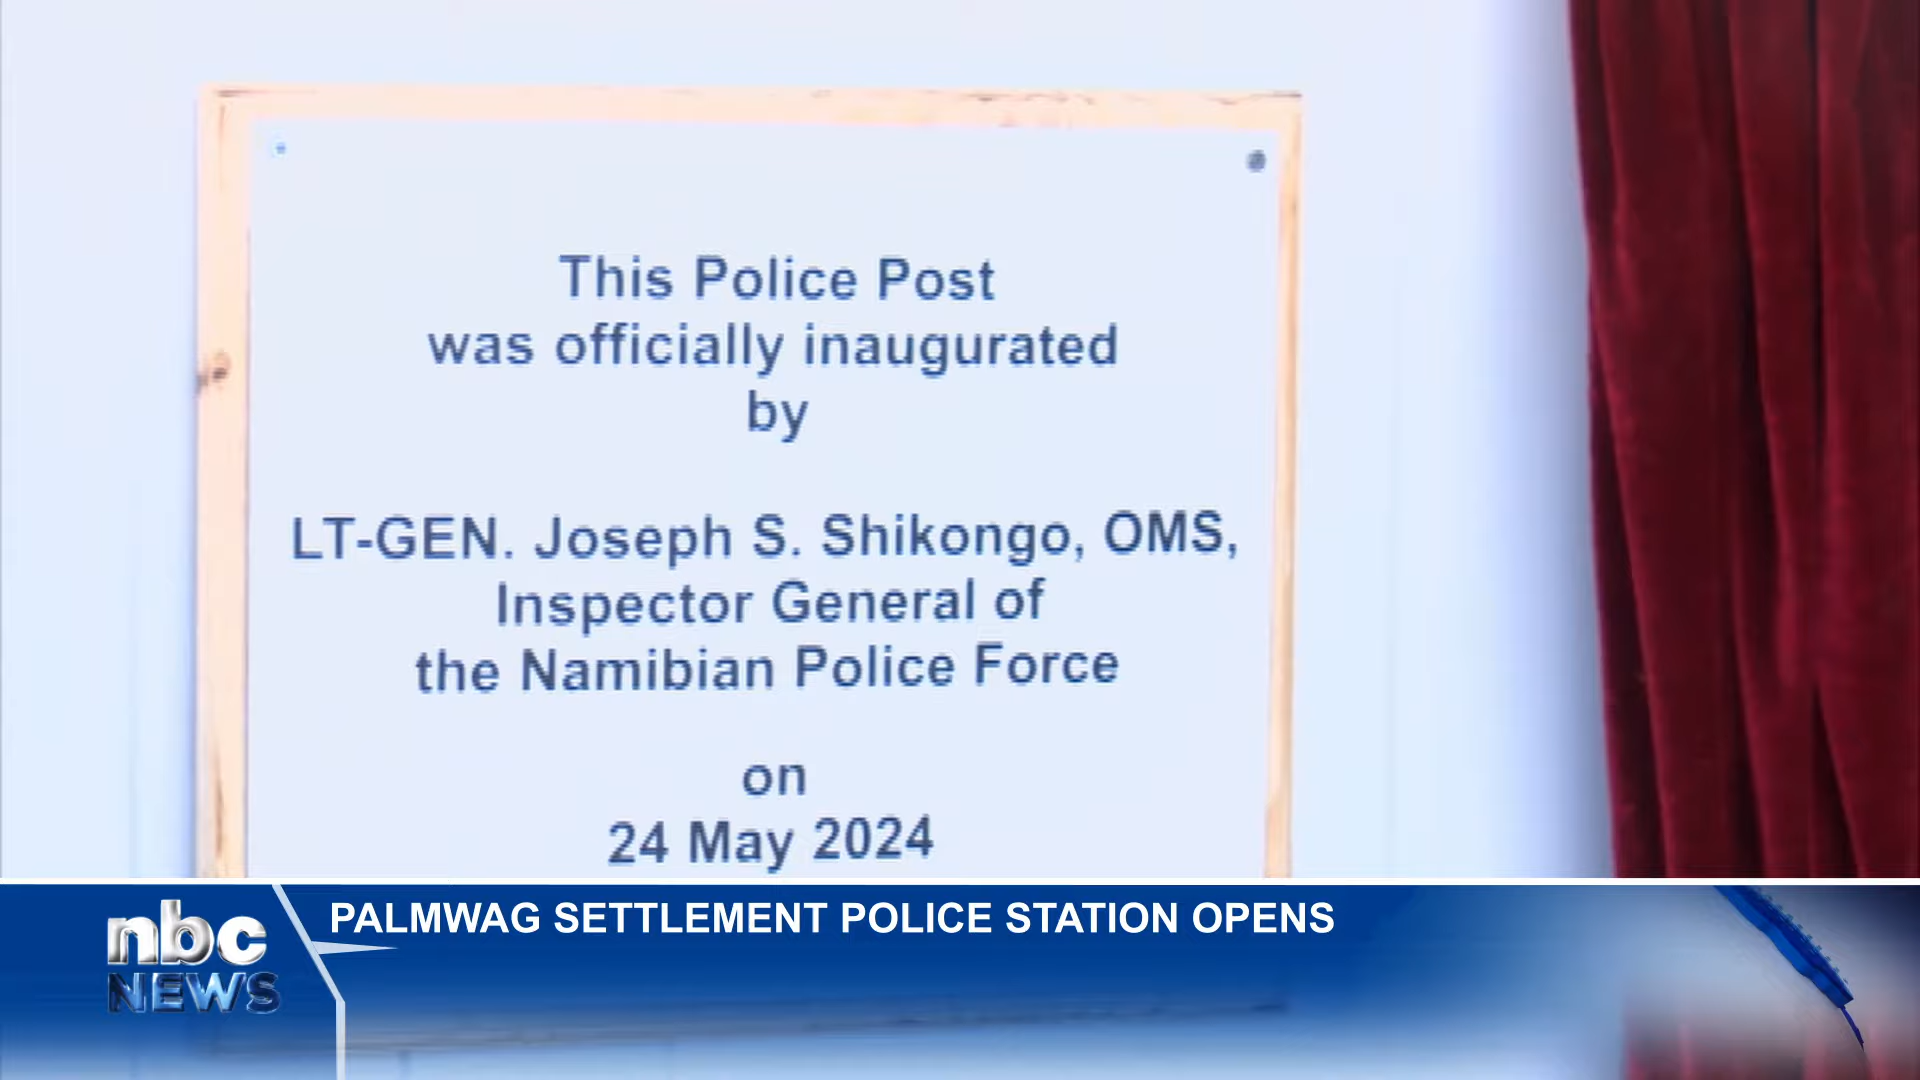 This Police Post
was officially inaugurated
by
LT-GEN. Joseph S. Shikongo, OMS,
Inspector General of
the Namibian Police Force
on
24 May 2024
PALMWAG SETTLEMENT POLICE STATION OPENS
nbc
NEWS